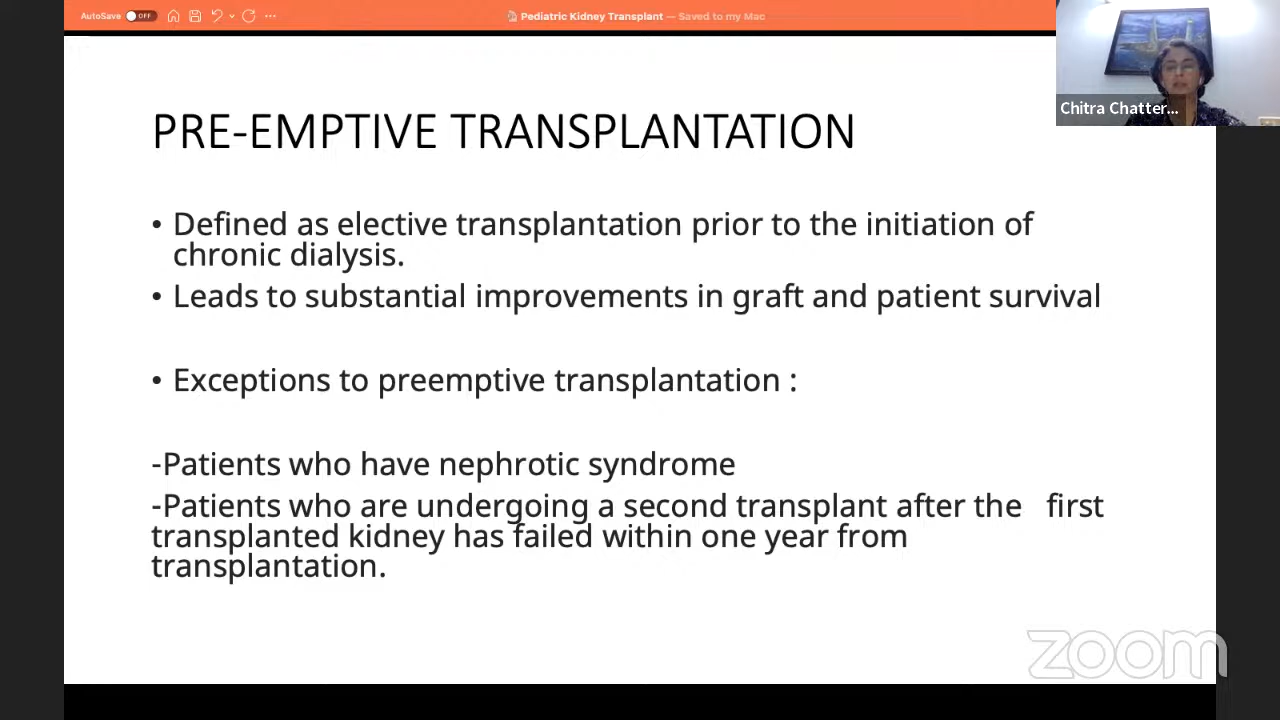 AutoSave OFF
Pediatric Kidney Transplant — Saved to my Mac
Chitra Chatter...
PRE-EMPTIVE TRANSPLANTATION
• Defined as elective transplantation prior to the initiation of
chronic dialysis.
• Leads to substantial improvements in graft and patient survival
• Exceptions to preemptive transplantation :
-Patients who have nephrotic syndrome
-Patients who are undergoing a second transplant after the first
transplanted kidney has failed within one year from
transplantation.
zoom